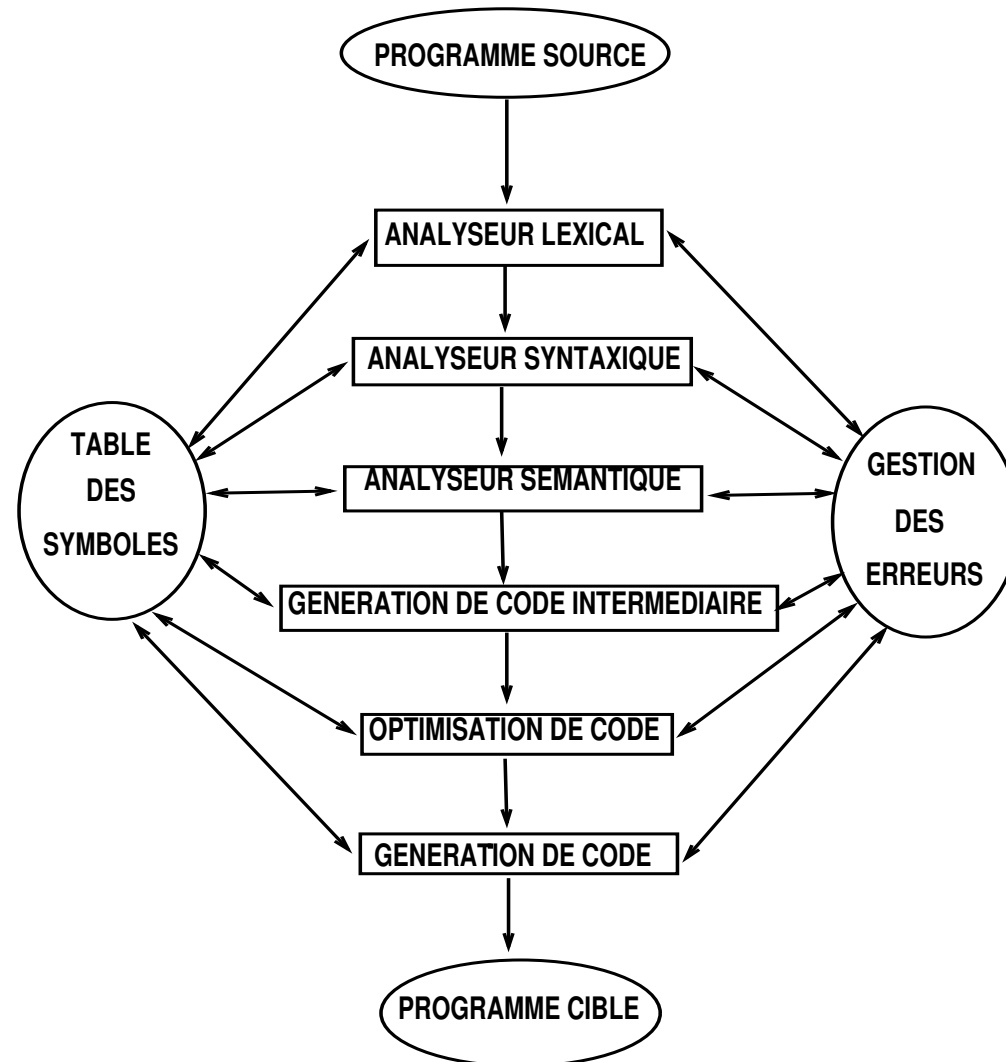 PROGRAMME SOURCE
ANALYSEUR LEXICAL
ANALYSEUR SYNTAXIQUE
TABLE
DES
SYMBOLES
ANALYSEUR SEMANTIQUE
GESTION
DES
ERREURS
GENERATION DE CODE INTERMEDIAIRE
OPTIMISATION DE CODE
GENERATION DE CODE
PROGRAMME CIBLE